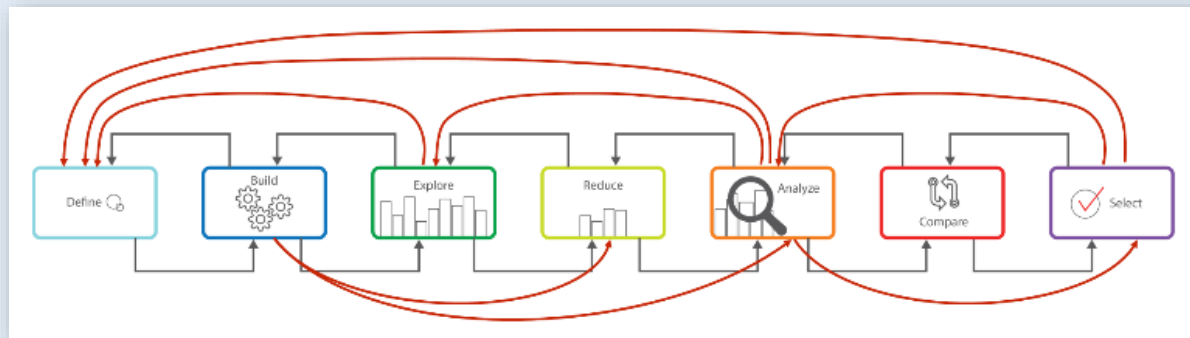 Define
Build
Explore
Reduce
Analyze
Compare
Select